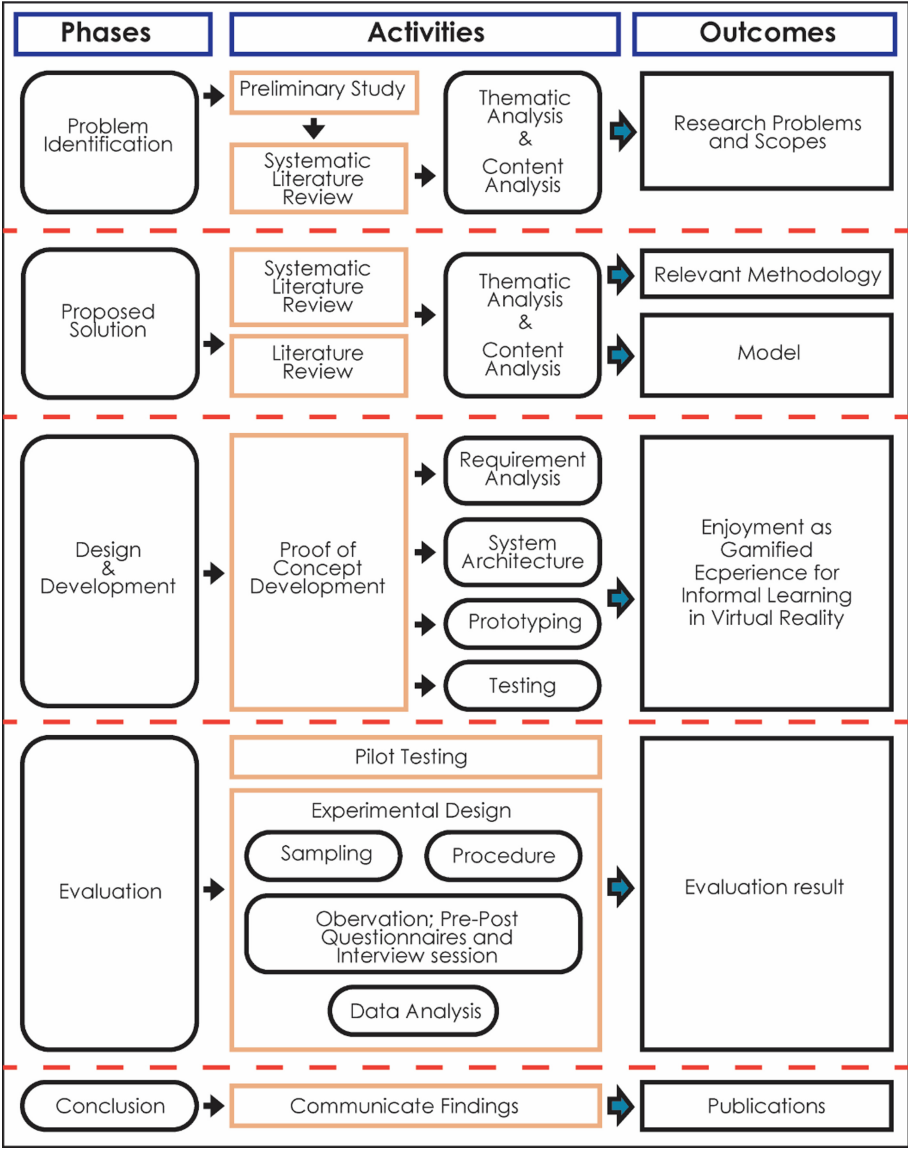 Phases
Activities
Outcomes
Problem
Identification
Preliminary Study
Systematic
Literature
Review
Thematic
Analysis
&
Content
Analysis
Research Problems
and Scopes
Proposed
Solution
Systematic
Literature
Review
Literature
Review
Thematic
Analysis
&
Content
Analysis
Relevant Methodology
Model
Design
&
Development
Proof of
Concept
Development
Requirement
Analysis
System
Architecture
Prototyping
Testing
Enjoyment as
Gamified
Ecperience for
Informal Learning
in Virtual Reality
Evaluation
Pilot Testing
Experimental Design
Sampling
Procedure
Obervation; Pre-Post
Questionnaires and
Interview session
Data Analysis
Evaluation result
Conclusion
Communicate Findings
Publications